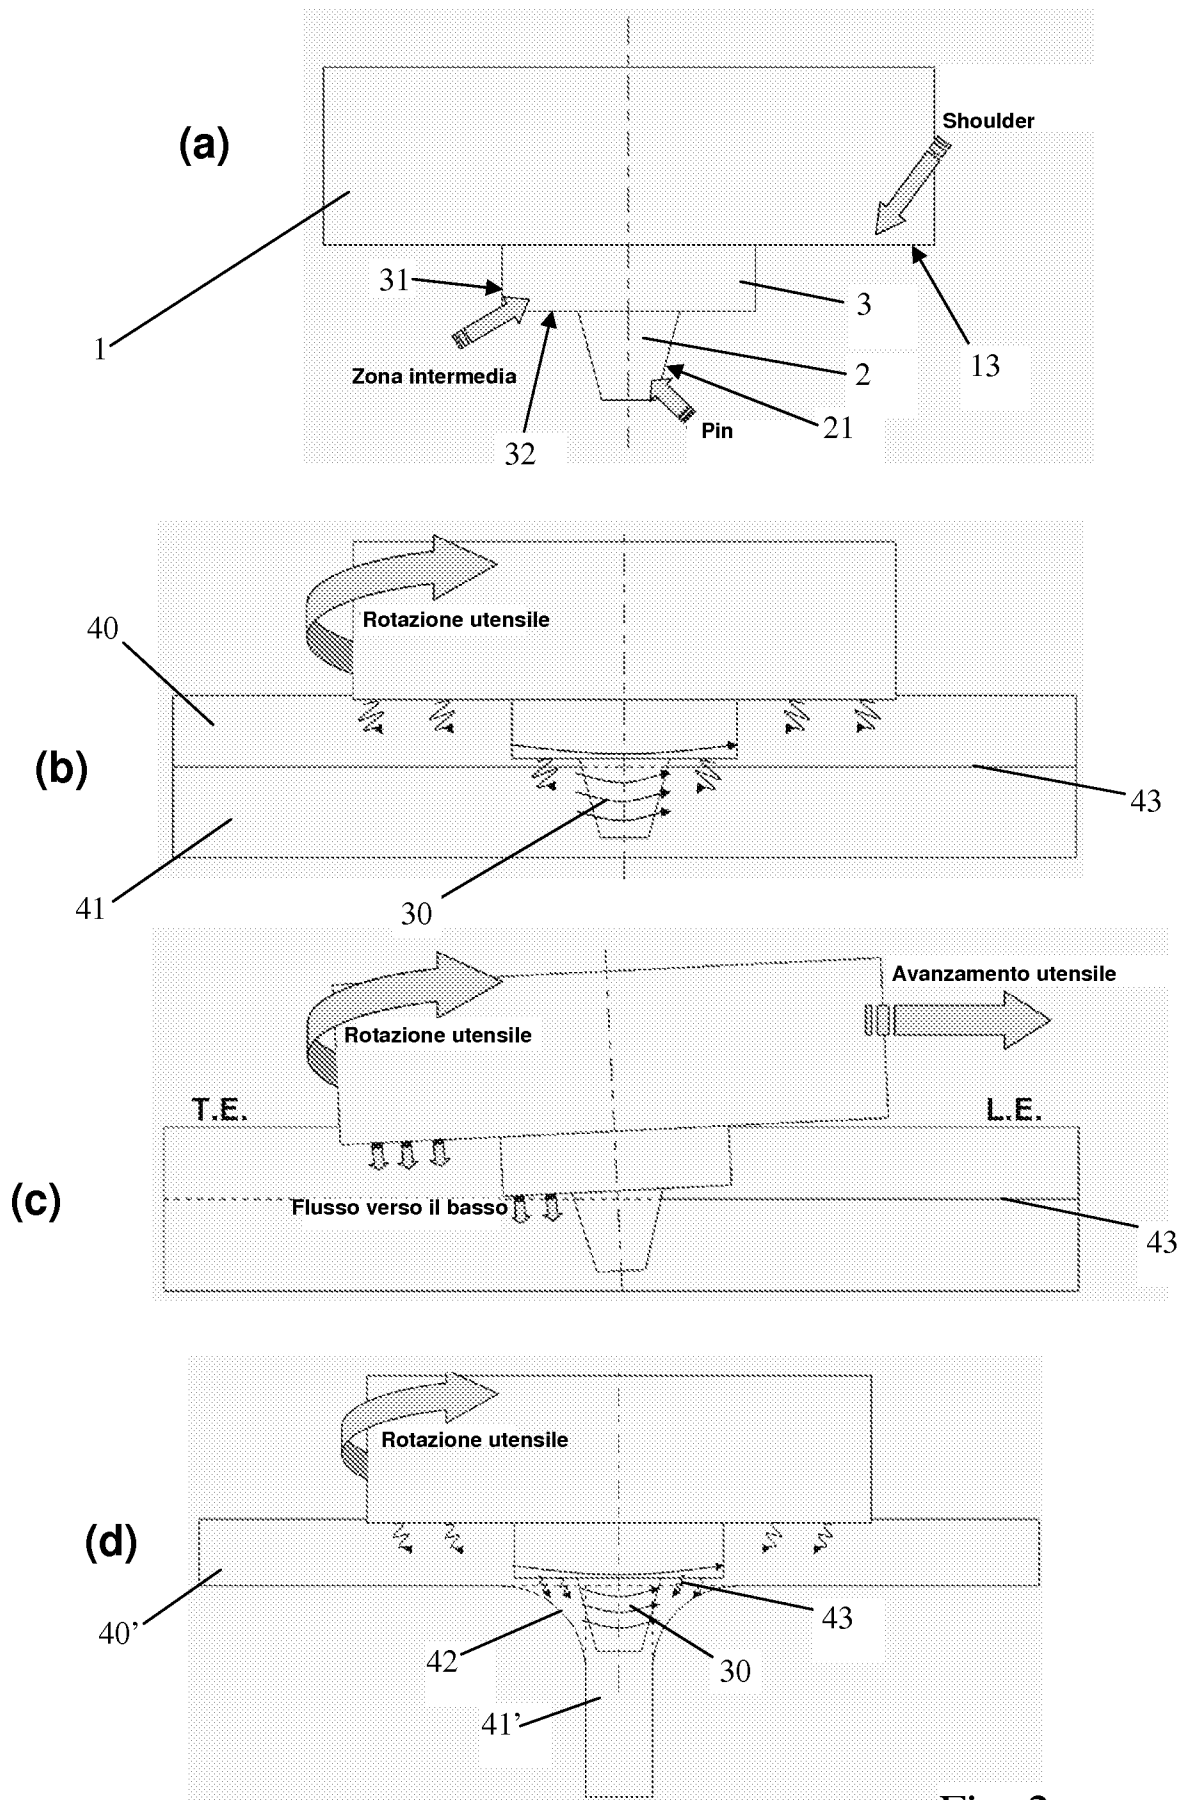 (a)
Shoulder
31
3
1
13
Zona intermedia
2
21
Pin
32
Rotazione utensile
40
(b)
43
41
30
Avanzamento utensile
Rotazione utensile
T.E.
L.E.
(c)
Flusso verso il basso
43
Rotazione utensile
(d)
40’
43
42
30
41’